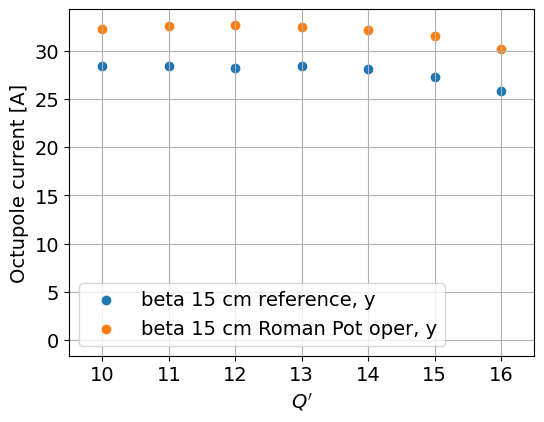 Octupole current [A]
30
25
20
15
10
5
0
beta 15 cm reference, y
beta 15 cm Roman Pot oper, y
10 11 12 13 14 15 16
Q′